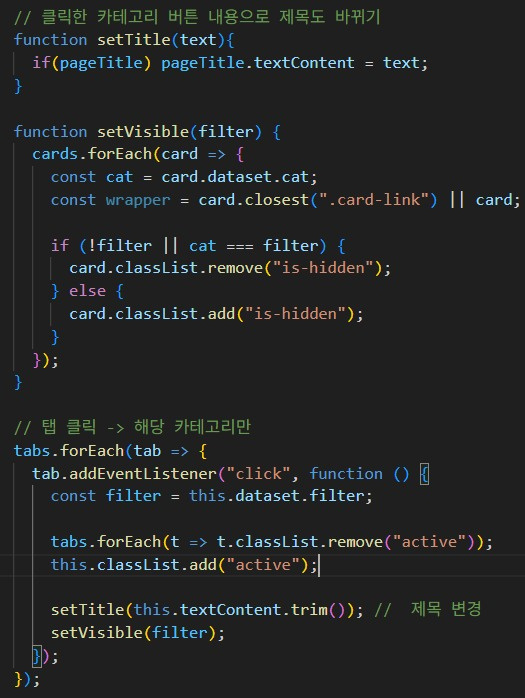 // 클릭한 카테고리 버튼 내용으로 제목도 바뀌기
function setTitle(text){
if(pageTitle) pageTitle.textContent = text;
}
function setVisible(filter) {
cards.forEach(card => {
const cat = card.dataset.cat;
const wrapper = card.closest(".card-link") || card;
if (!filter || cat === filter) {
card.classList.remove("is-hidden");
} else {
card.classList.add("is-hidden");
}
});
}
// 탭 클릭 -> 해당 카테고리만
tabs.forEach(tab => {
tab.addEventListener("click", function () {
const filter = this.dataset.filter;
tabs.forEach(t => t.classList.remove("active"));
this.classList.add("active");
setTitle(this.textContent.trim()); //  제목 변경
setVisible(filter);
});
});